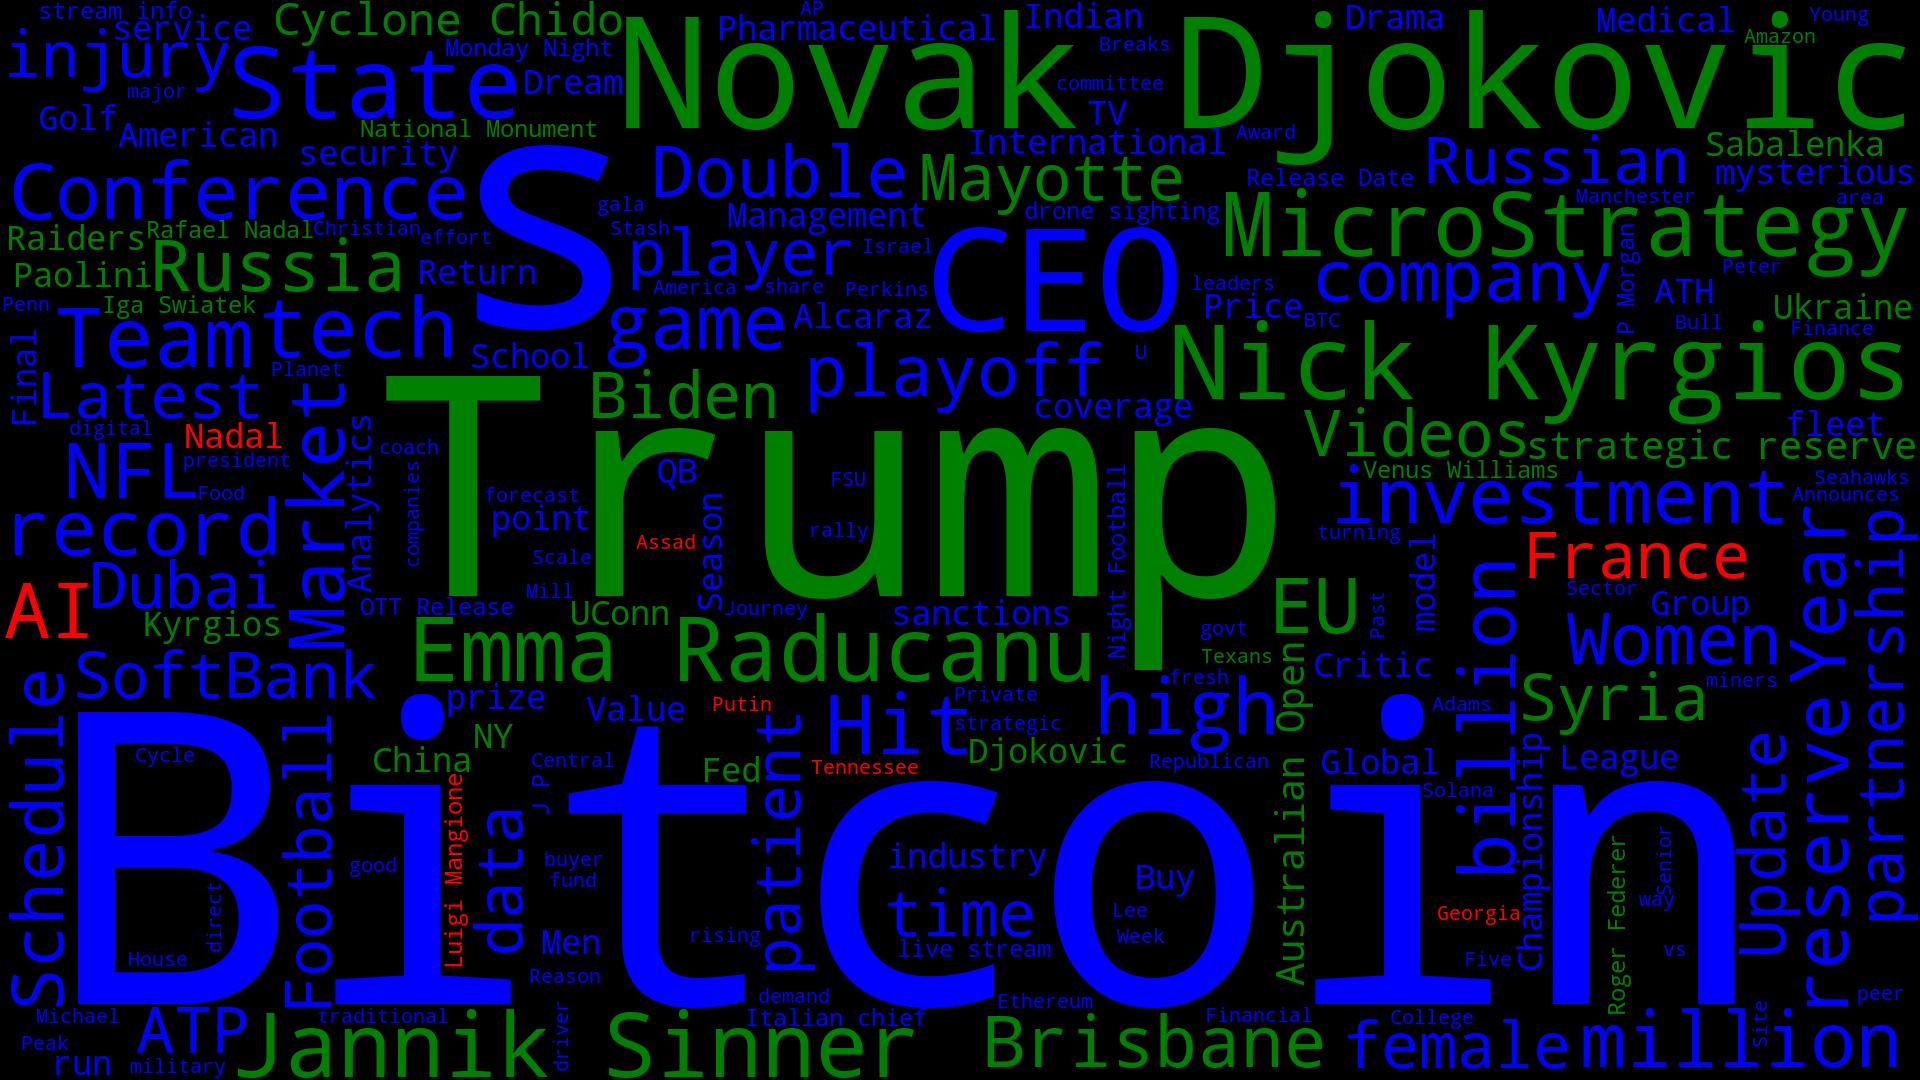 stream info
Cyclone Chido
AP
Pharmaceutical
Indian
Drama
Medical
Young
service
Novak Djokovic
Amazon
injury
State
Monday Night
Breaks
Dream
committee
major
TV
Golf
American
National Monument
International
Award
Sabalenka
security
S
Double
Mayotte
Russian
mysterious
Conference
Release Date
Manchester
area
gala
Management
drone sighting
MicroStrategy
Raiders
Rafael Nadal
Christian
effort
Stash
player
Israel
CEO
Paolini
Russia
Return
America
share
Perkins
leaders
company
P Morgan
Peter
ATH
Penn
Iga Swiatek
Price
Ukraine
Team
tech
game
Alcaraz
BTC
Bull
Finance
Final
School
playoff
U
Nick Kyrgios
Planet
Latest
Market
Trump
Biden
coverage
Videos
fleet
digital
Nadal
coach
strategic reserve
NFL
president
Analytics
companies
QB
FSU
Night Football
Venus Williams
Seahawks
Food
forecast
investment
Announces
record
point
Season
rally
turning
Assad
Scale
model
France
Year
partnership
AI
Dubai
Mill
EU
Past
billion
Sector
Group
Kyrgios
OTT Release
UConn
Journey
sanctions
govt
Women
Emma Raducanu
Texans
Critic
SoftBank
fresh
Syria
miners
Schedule
prize
Value
Putin
Hit
Private
high
Australian Open
Adams
reserve
strategic
Bitcoin
NY
Djokovic
Cycle
Football
China
Central
Fed
patient
Tennessee
Republican
Global
Championship
League
Update
Luigi Mangione
J P
data
Solana
good
buyer
fund
industry
Buy
Roger Federer
Senior
direct
time
Lee
Georgia
way
House
Men
rising
live stream
Week
Five
vs
Reason
demand
Ethereum
peer
Michael
ATP
traditional
Jannik Sinner
Italian chief
Brisbane
Financial
College
Site
million
Peak
run
military
driver
female